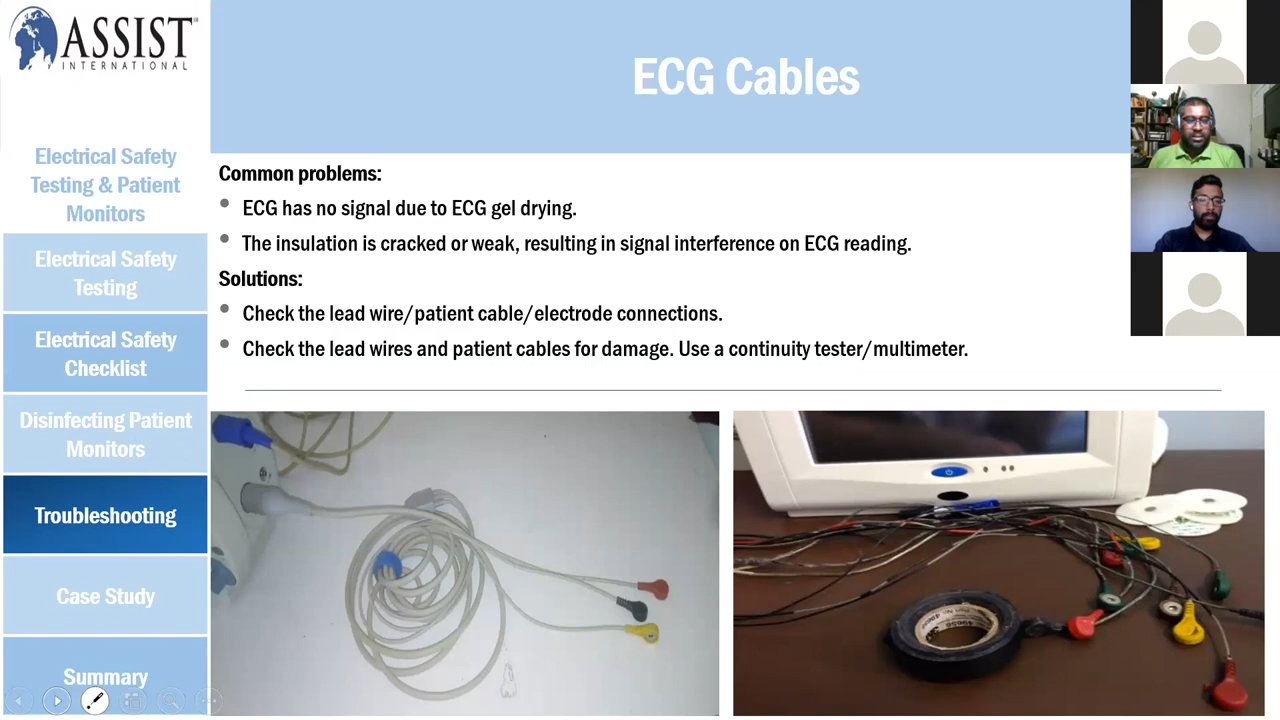 ASSIST®
INTERNATIONAL
ECG Cables
Electrical Safety
Testing & Patient
Monitors
Electrical Safety
Testing
Electrical Safety
Checklist
Disinfecting Patient
Monitors
Troubleshooting
Case Study
Summary
Common problems:
ECG has no signal due to ECG gel drying.
The insulation is cracked or weak, resulting in signal interference on ECG reading.
Solutions:
Check the lead wire/patient cable/electrode connections.
Check the lead wires and patient cables for damage. Use a continuity tester/multimeter.